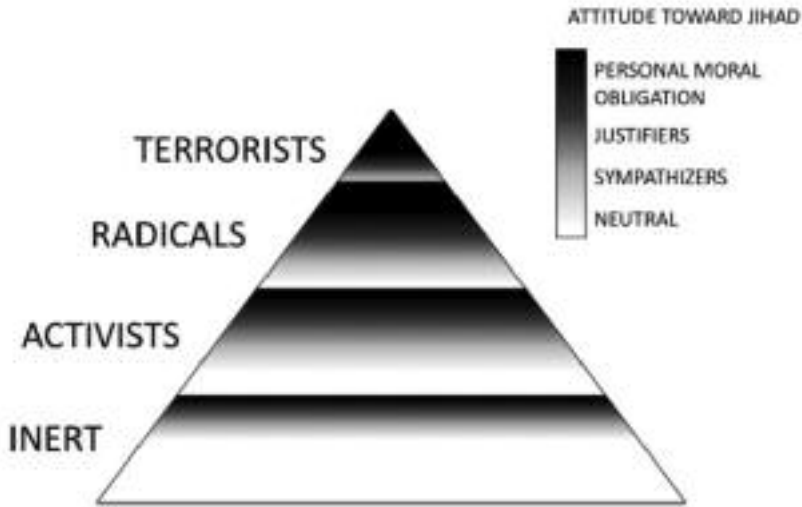 ATTITUDE TOWARD JIHAD
PERSONAL MORAL
OBLIGATION
JUSTIFIERS
SYMPATHIZERS
NEUTRAL
TERRORISTS
RADICALS
ACTIVISTS
INERT